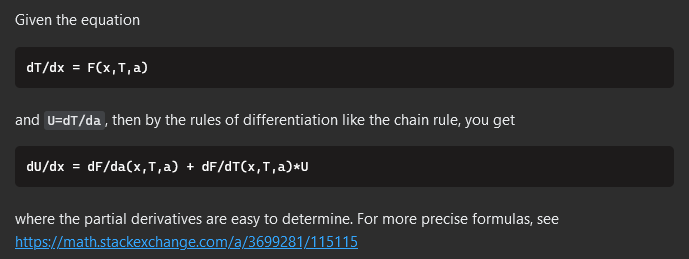 Given the equation
dT/dx = F(x,T,a)
and U=dT/da, then by the rules of differentiation like the chain rule, you get
dU/dx = dF/da(x,T,a) + dF/dT(x,T,a)*U
where the partial derivatives are easy to determine. For more precise formulas, see
https://math.stackexchange.com/a/3699281/115115